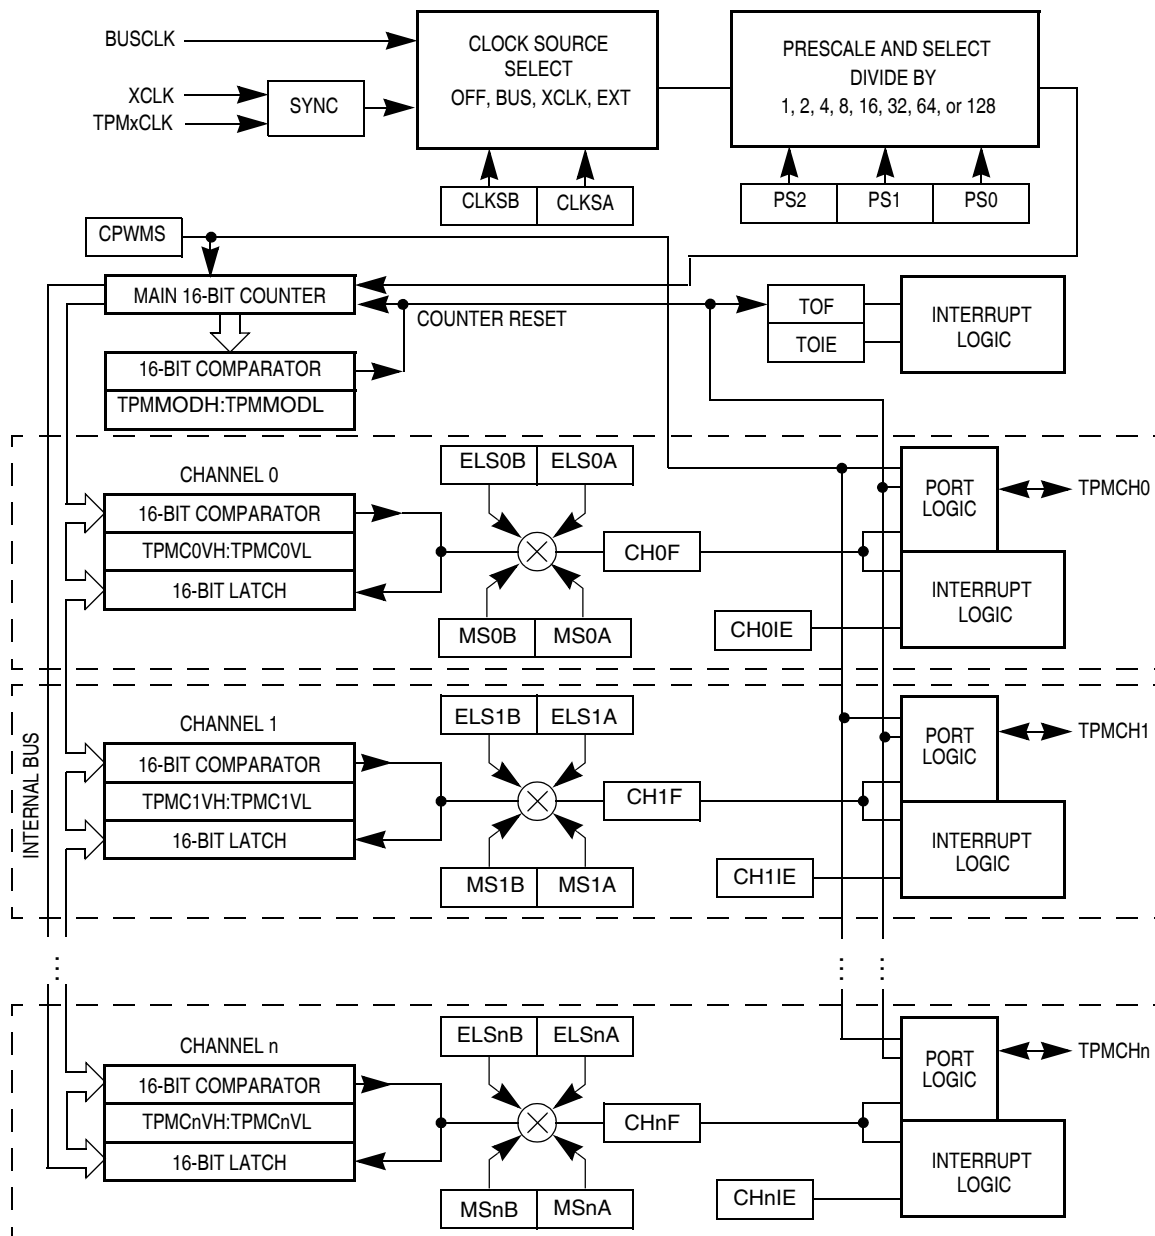 BUSCLK
CLOCK SOURCE
SELECT
OFF, BUS, XCLK, EXT
PRESCALE AND SELECT
DIVIDE BY
1, 2, 4, 8, 16, 32, 64, or 128
XCLK
TPMxCLK
SYNC
CLKSB
CLKSA
PS2
PS1
PS0
CPWMS
MAIN 16-BIT COUNTER
COUNTER RESET
TOF
TOIE
INTERRUPT
LOGIC
16-BIT COMPARATOR
TPMMODH:TPMMODL
CHANNEL 0
16-BIT COMPARATOR
TPMC0VH:TPMC0VL
16-BIT LATCH
ELS0B
ELS0A
MS0B
MS0A
CH0F
CH0IE
PORT
LOGIC
TPMCH0
INTERRUPT
LOGIC
INTERNAL BUS
CHANNEL 1
16-BIT COMPARATOR
TPMC1VH:TPMC1VL
16-BIT LATCH
ELS1B
ELS1A
MS1B
MS1A
CH1F
CH1IE
PORT
LOGIC
TPMCH1
INTERRUPT
LOGIC
CHANNEL n
16-BIT COMPARATOR
TPMCnVH:TPMCnVL
16-BIT LATCH
ELSnB
ELSnA
MSnB
MSnA
CHnF
CHnIE
PORT
LOGIC
TPMCHn
INTERRUPT
LOGIC